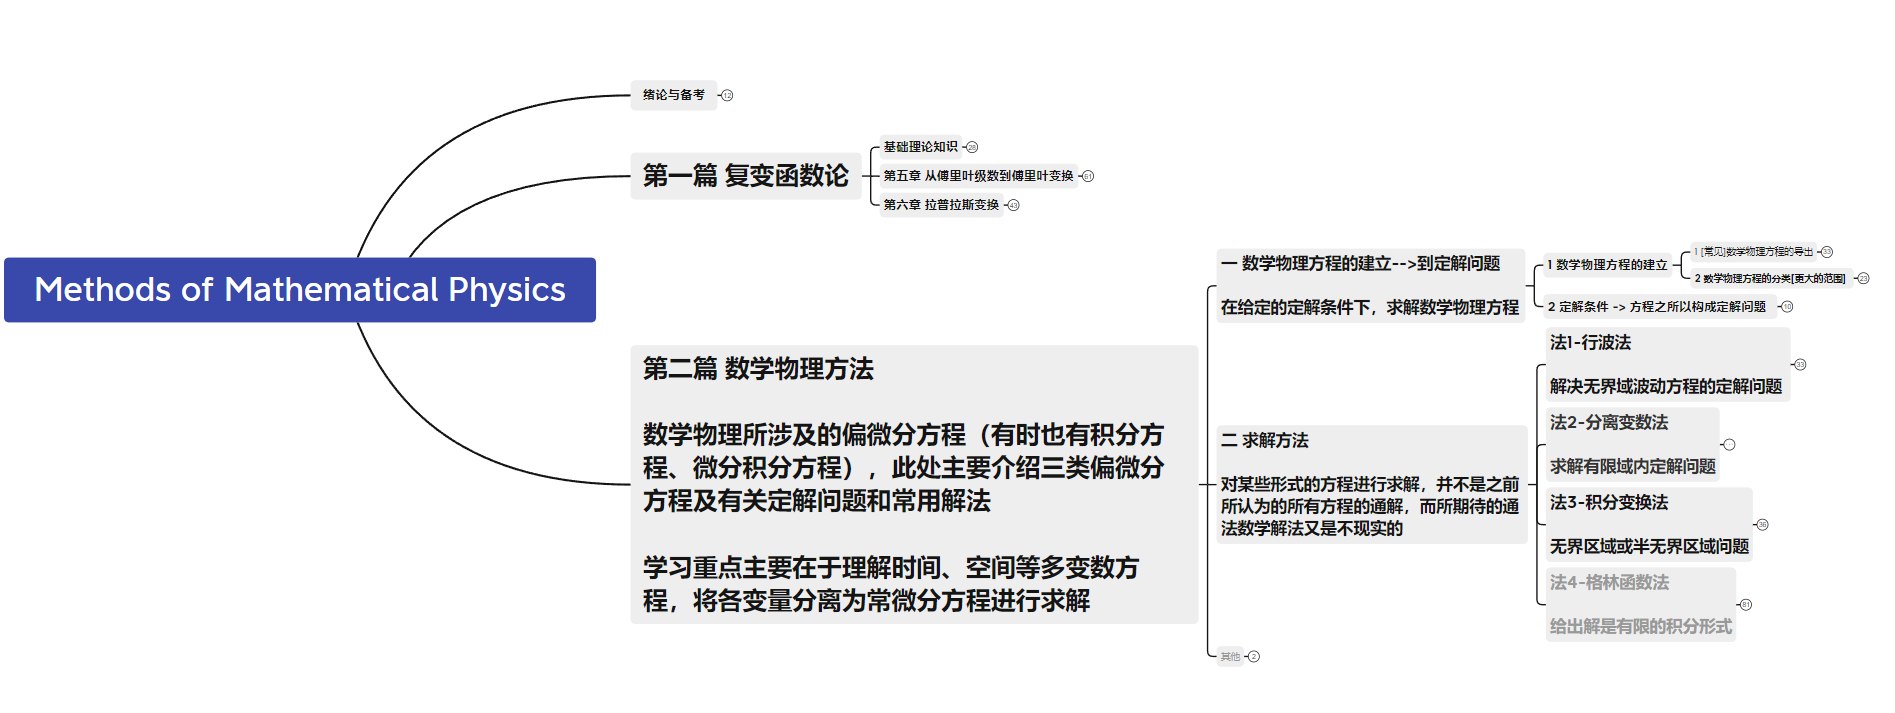 Methods of Mathematical Physics
绪论与备考
12
第一篇 复变函数论
基础理论知识
28
第五章 从傅里叶级数到傅里叶变换
61
第六章 拉普拉斯变换
43
第二篇 数学物理方法
数学物理所涉及的偏微分方程（有时也有积分方
程、微分积分方程），此处主要介绍三类偏微分
方程及有关定解问题和常用解法
学习重点主要在于理解时间、空间等多变数方
程，将各变量分离为常微分方程进行求解
一 数学物理方程的建立-->到定解问题
在给定的定解条件下，求解数学物理方程
1 数学物理方程的建立
1 [常见]数学物理方程的导出
33
2 数学物理方程的分类[更大的范围]
23
2 定解条件 -> 方程之所以构成定解问题
10
二 求解方法
对某些形式的方程进行求解，并不是之前
所认为的所有方程的通解，而所期待的通
法数学解法又是不现实的
法1-行波法
解决无界域波动方程的定解问题
33
法2-分离变数法
求解有限域内定解问题
法3-积分变换法
无界区域或半无界区域问题
36
法4-格林函数法
给出解是有限的积分形式
81
其他
2